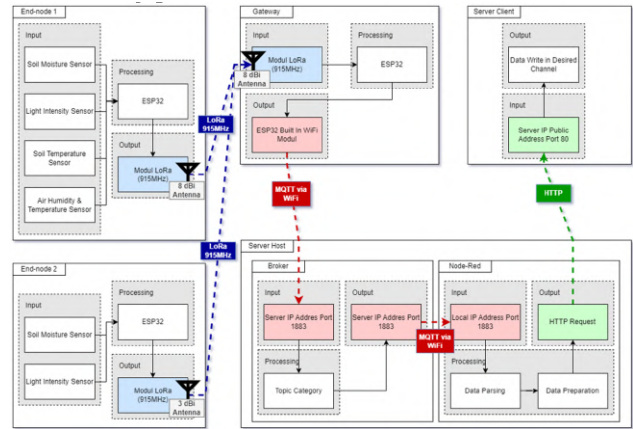 End-node 1
Input
Soil Moisture Sensor
Light Intensity Sensor
Soil Temperature
Sensor
Air Humidity &
Temperature Sensor
Processing
ESP32
Output
Modul LoRa
(915MHz)
8 dBi
Antenna
End-node 2
Input
Soil Moisture Sensor
Light Intensity Sensor
Processing
ESP32
Output
Modul LoRa
(915MHz)
3 dBi
Antenna
LoRa
915MHz
LoRa
915MHz
Gateway
Input
Modul LoRa
(915MHz)
8 dBi
Antenna
Processing
ESP32
Output
ESP32 Built In WiFi
Modul
MQTT via
WiFi
Server Client
Output
Data Write in Desired
Channel
Input
Server IP Public
Address Port 80
HTTP
Server Host
Broker
Input
Server IP Addres Port
1883
Output
Server IP Addres Port
1883
Processing
Topic Category
MQTT via
WiFi
Node-Red
Input
Local IP Address Port
1883
Output
HTTP Request
Processing
Data Parsing
Data Preparation